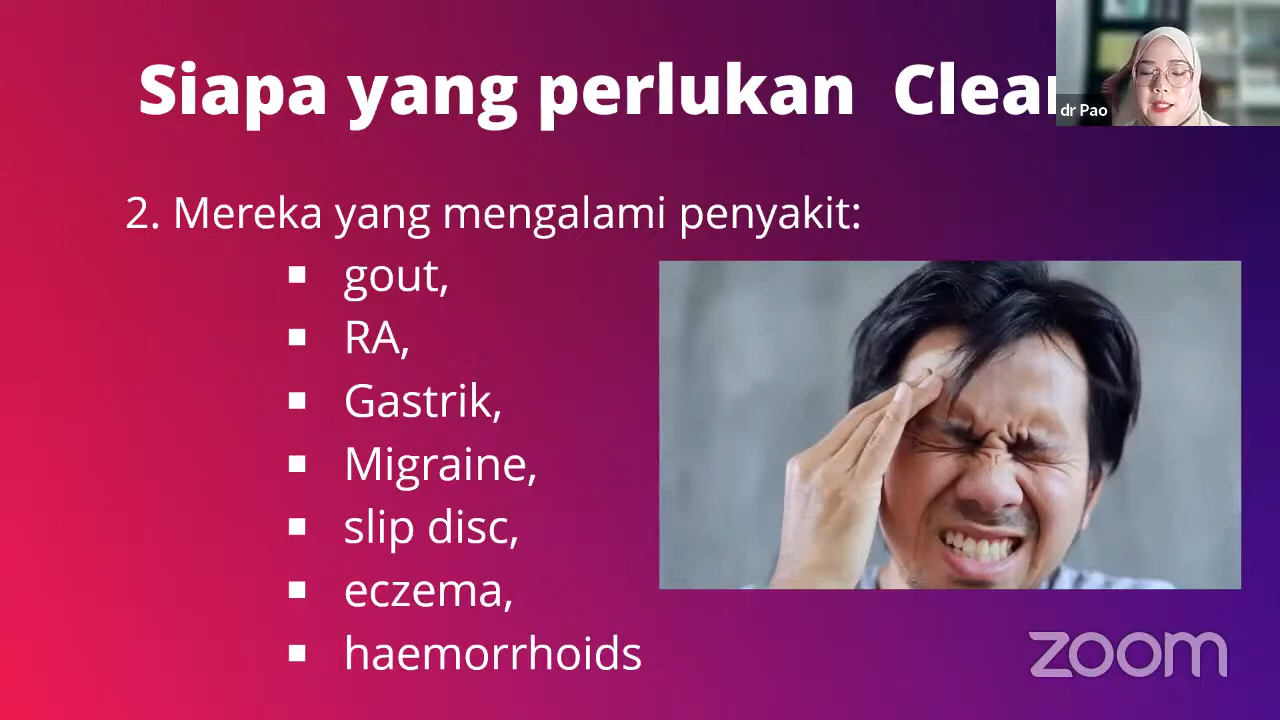 Siapa yang perlukan Clear
dr Pao
2. Mereka yang mengalami penyakit:
▪ gout,
▪ RA,
▪ Gastrik,
▪ Migraine,
▪ slip disc,
▪ eczema,
▪ haemorrhoids
zoom